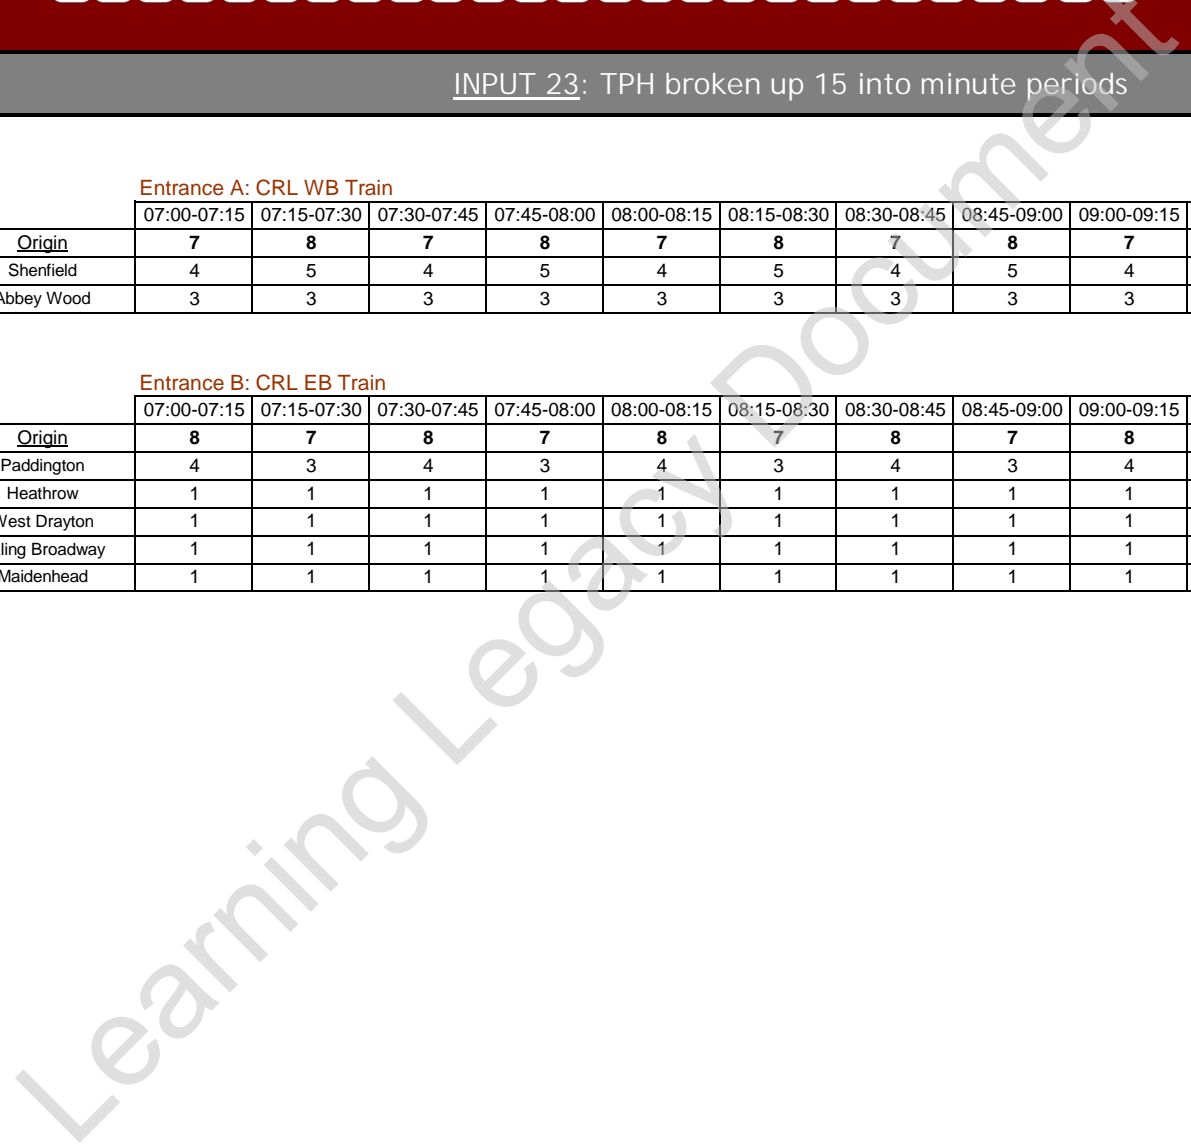 INPUT 23: TPH broken up 15 into minute periods
Entrance A: CRL WB Train
07:00-07:15 07:15-07:30 07:30-07:45 07:45-08:00 08:00-08:15 08:15-08:30 08:30-08:45 08:45-09:00 09:00-09:15
Origin 7 8 7 8 7 8 7 8 7
Shenfield 4 5 4 5 4 5 4 5 4
Abbey Wood 3 3 3 3 3 3 3 3 3
Entrance B: CRL EB Train
07:00-07:15 07:15-07:30 07:30-07:45 07:45-08:00 08:00-08:15 08:15-08:30 08:30-08:45 08:45-09:00 09:00-09:15
Origin 8 7 8 7 8 7 8 7 8
Paddington 4 3 4 3 4 3 4 3 4
Heathrow 1 1 1 1 1 1 1 1 1
West Drayton 1 1 1 1 1 1 1 1 1
ling Broadway 1 1 1 1 1 1 1 1 1
Maidenhead 1 1 1 1 1 1 1 1 1
Learning Legacy Document